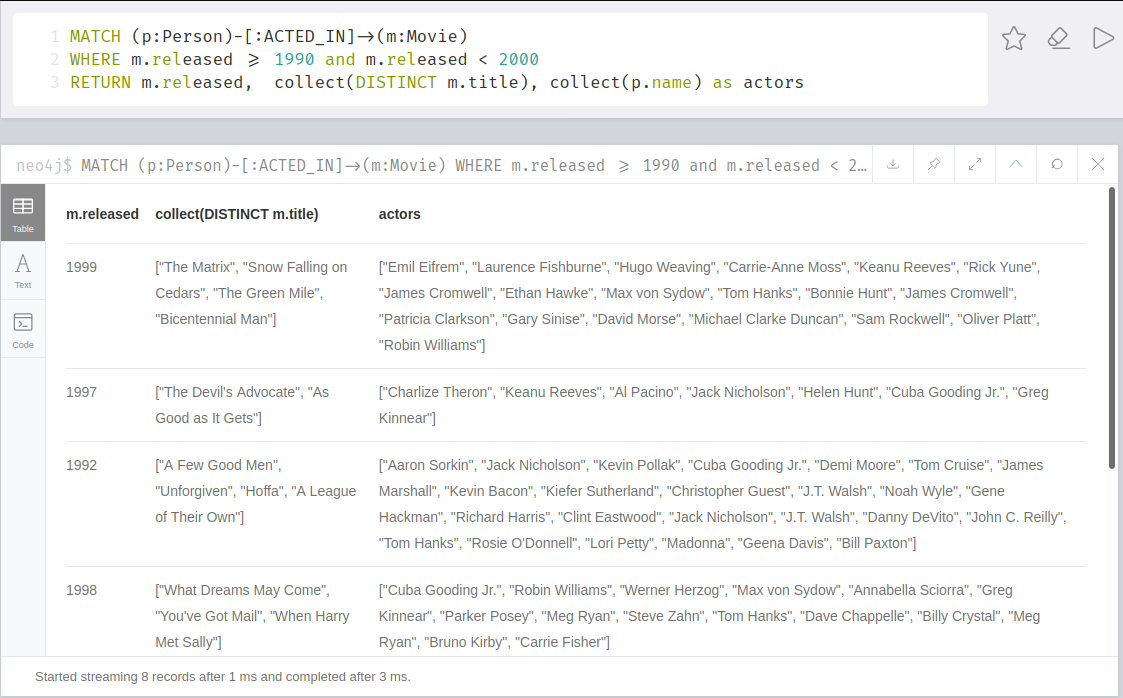 1 MATCH (p:Person)-[:ACTED_IN]→(m:Movie)
2 WHERE m.released ⩾ 1990 and m.released < 2000
3 RETURN m.released,  collect(DISTINCT m.title), collect(p.name) as actors
neo4j$ MATCH (p:Person)-[:ACTED_IN]→(m:Movie) WHERE m.released ⩾ 1990 and m.released < 2…
Table
Text
Code
m.released collect(DISTINCT m.title) actors
1999
["The Matrix", "Snow Falling on
Cedars", "The Green Mile",
"Bicentennial Man"]
["Emil Eifrem", "Laurence Fishburne", "Hugo Weaving", "Carrie-Anne Moss", "Keanu Reeves", "Rick Yune",
"James Cromwell", "Ethan Hawke", "Max von Sydow", "Tom Hanks", "Bonnie Hunt", "James Cromwell",
"Patricia Clarkson", "Gary Sinise", "David Morse", "Michael Clarke Duncan", "Sam Rockwell", "Oliver Platt",
"Robin Williams"]
1997
["The Devil's Advocate", "As
Good as It Gets"]
["Charlize Theron", "Keanu Reeves", "Al Pacino", "Jack Nicholson", "Helen Hunt", "Cuba Gooding Jr.", "Greg
Kinnear"]
1992
["A Few Good Men",
"Unforgiven", "Hoffa", "A League
of Their Own"]
["Aaron Sorkin", "Jack Nicholson", "Kevin Pollak", "Cuba Gooding Jr.", "Demi Moore", "Tom Cruise", "James
Marshall", "Kevin Bacon", "Kiefer Sutherland", "Christopher Guest", "J.T. Walsh", "Noah Wyle", "Gene
Hackman", "Richard Harris", "Clint Eastwood", "Jack Nicholson", "J.T. Walsh", "Danny DeVito", "John C. Reilly",
"Tom Hanks", "Rosie O'Donnell", "Lori Petty", "Madonna", "Geena Davis", "Bill Paxton"]
1998
["What Dreams May Come",
"You've Got Mail", "When Harry
Met Sally"]
["Cuba Gooding Jr.", "Robin Williams", "Werner Herzog", "Max von Sydow", "Annabella Sciorra", "Greg
Kinnear", "Parker Posey", "Meg Ryan", "Steve Zahn", "Tom Hanks", "Dave Chappelle", "Billy Crystal", "Meg
Ryan", "Bruno Kirby", "Carrie Fisher"]
Started streaming 8 records after 1 ms and completed after 3 ms.